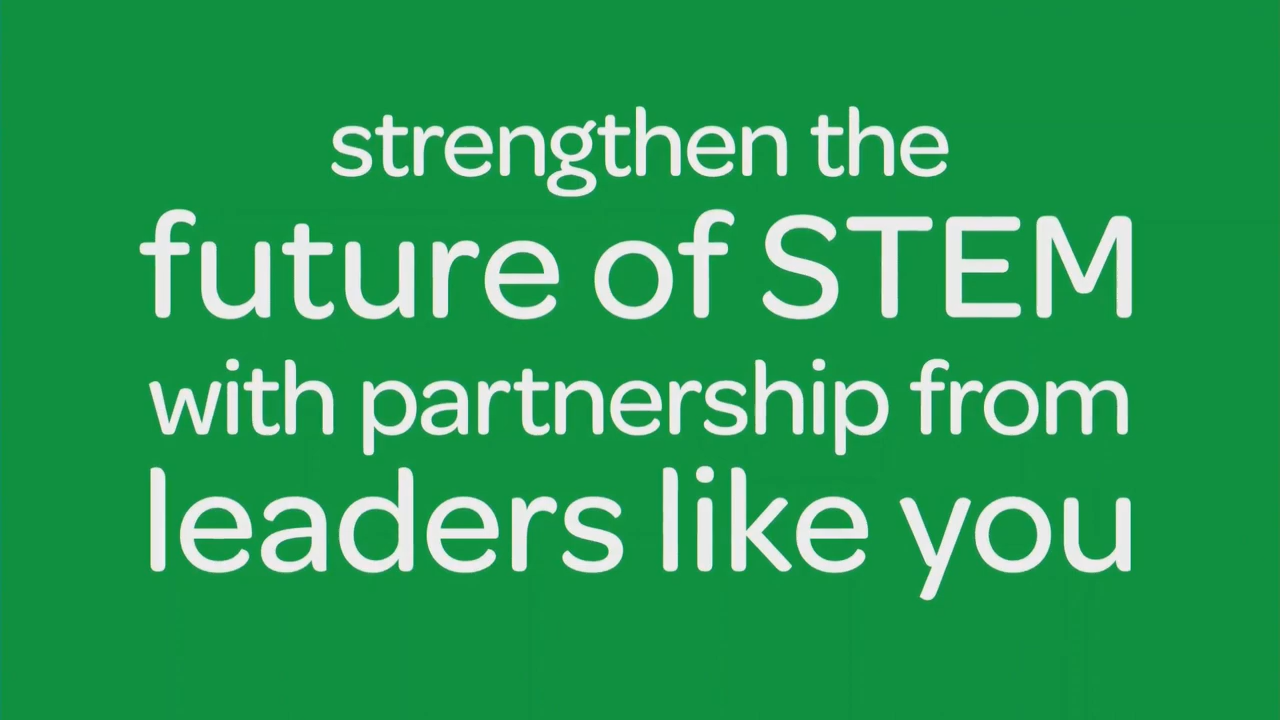 strengthen the
future of STEM
with partnership from
leaders like you